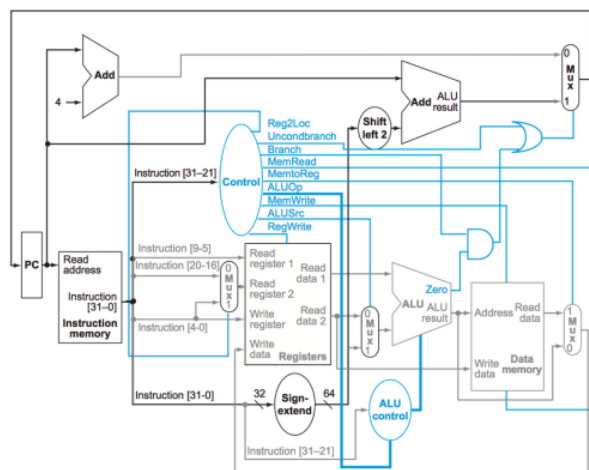 0
Add
Mux
4
Add
ALU
result
1
Shift
left 2
Reg2Loc
Uncondbranch
Branch
MemRead
MemtoReg
ALUOp
MemWrite
ALUSrc
RegWrite
Control
Instruction [31–21]
PC
Read
address
Instruction
[31–0]
Instruction
memory
Instruction [9-5]
Instruction [20-16]
Instruction [4-0]
0
Mux
1
Read
register 1
Read
register 2
Write
register
Write
data
Read
data 1
Read
data 2
Registers
0
Mux
1
Zero
ALU
ALU
result
Address
Write
data
Read
data
Data
memory
1
Mux
0
Instruction [31-0]
32
Sign-
extend
64
ALU
control
Instruction [31–21]